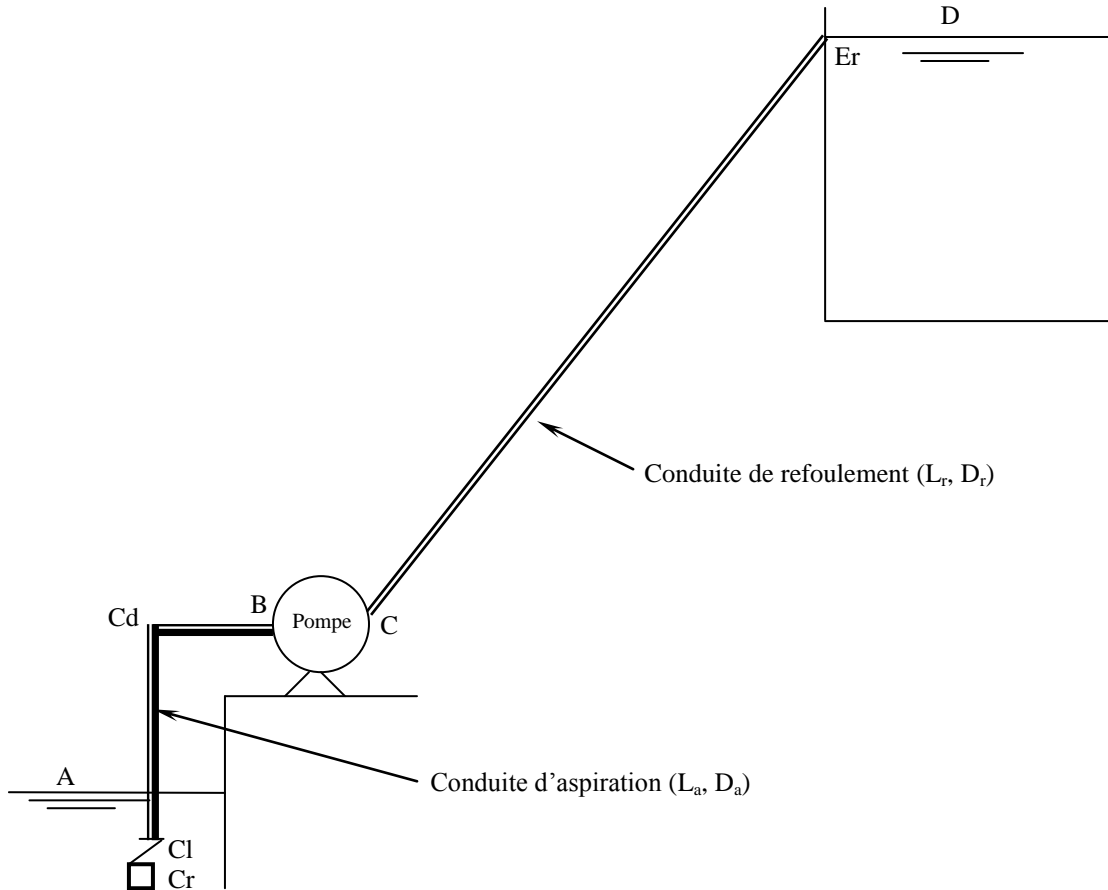 D
Er
Conduite de refoulement (Lr, Dr)
B
Cd
Pompe
C
A
Conduite d’aspiration (La, Da)
Cl
Cr